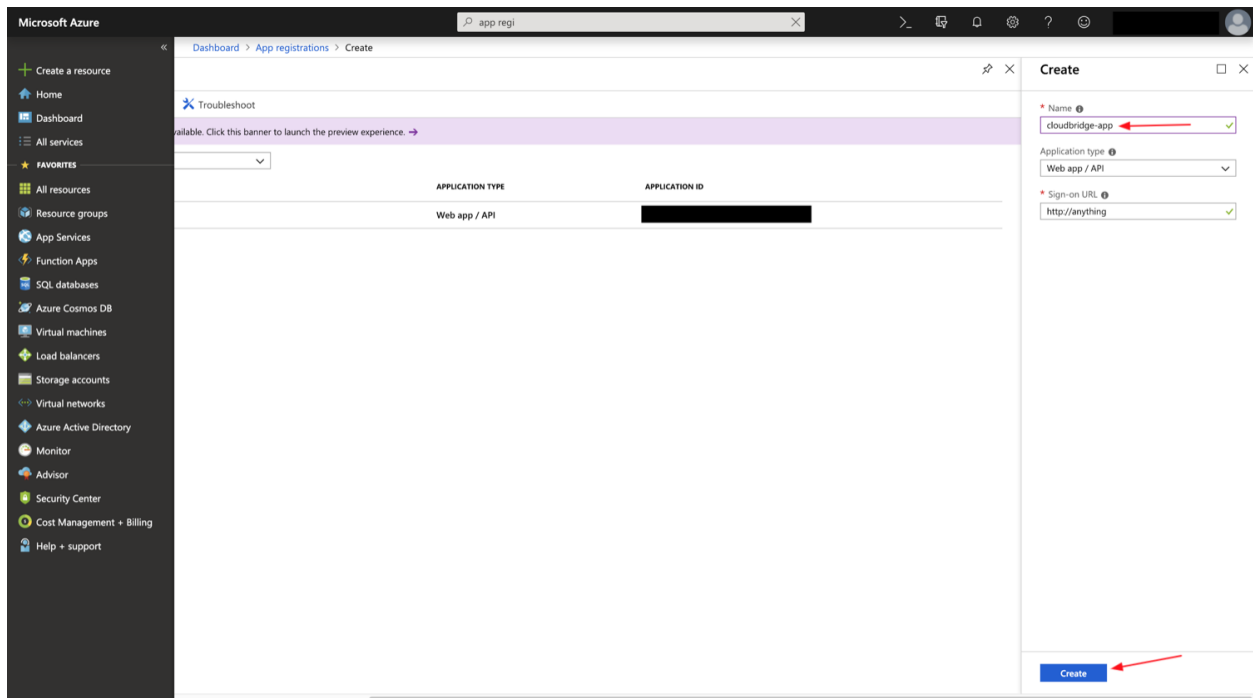 Microsoft Azure
app regi
Dashboard > App registrations > Create
Create a resource
Home
Dashboard
All services
FAVORITES
All resources
Resource groups
App Services
Function Apps
SQL databases
Azure Cosmos DB
Virtual machines
Load balancers
Storage accounts
Virtual networks
Azure Active Directory
Monitor
Advisor
Security Center
Cost Management + Billing
Help + support
Troubleshoot
Click this banner to launch the preview experience.
APPLICATION TYPE APPLICATION ID
Web app / API
Create
* Name
cloudbridge-app
Application type
Web app / API
* Sign-on URL
http://anything
Create